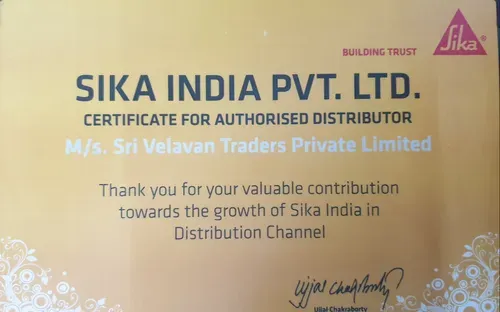 BUILDING TRUST
Sika®
SIKA INDIA PVT. LTD.
CERTIFICATE FOR AUTHORISED DISTRIBUTOR
M/s. Sri Velavan Traders Private Limited
Thank you for your valuable contribution
towards the growth of Sika India in
Distribution Channel
Ujjal Chakraborty
Ujjal Chakraborty